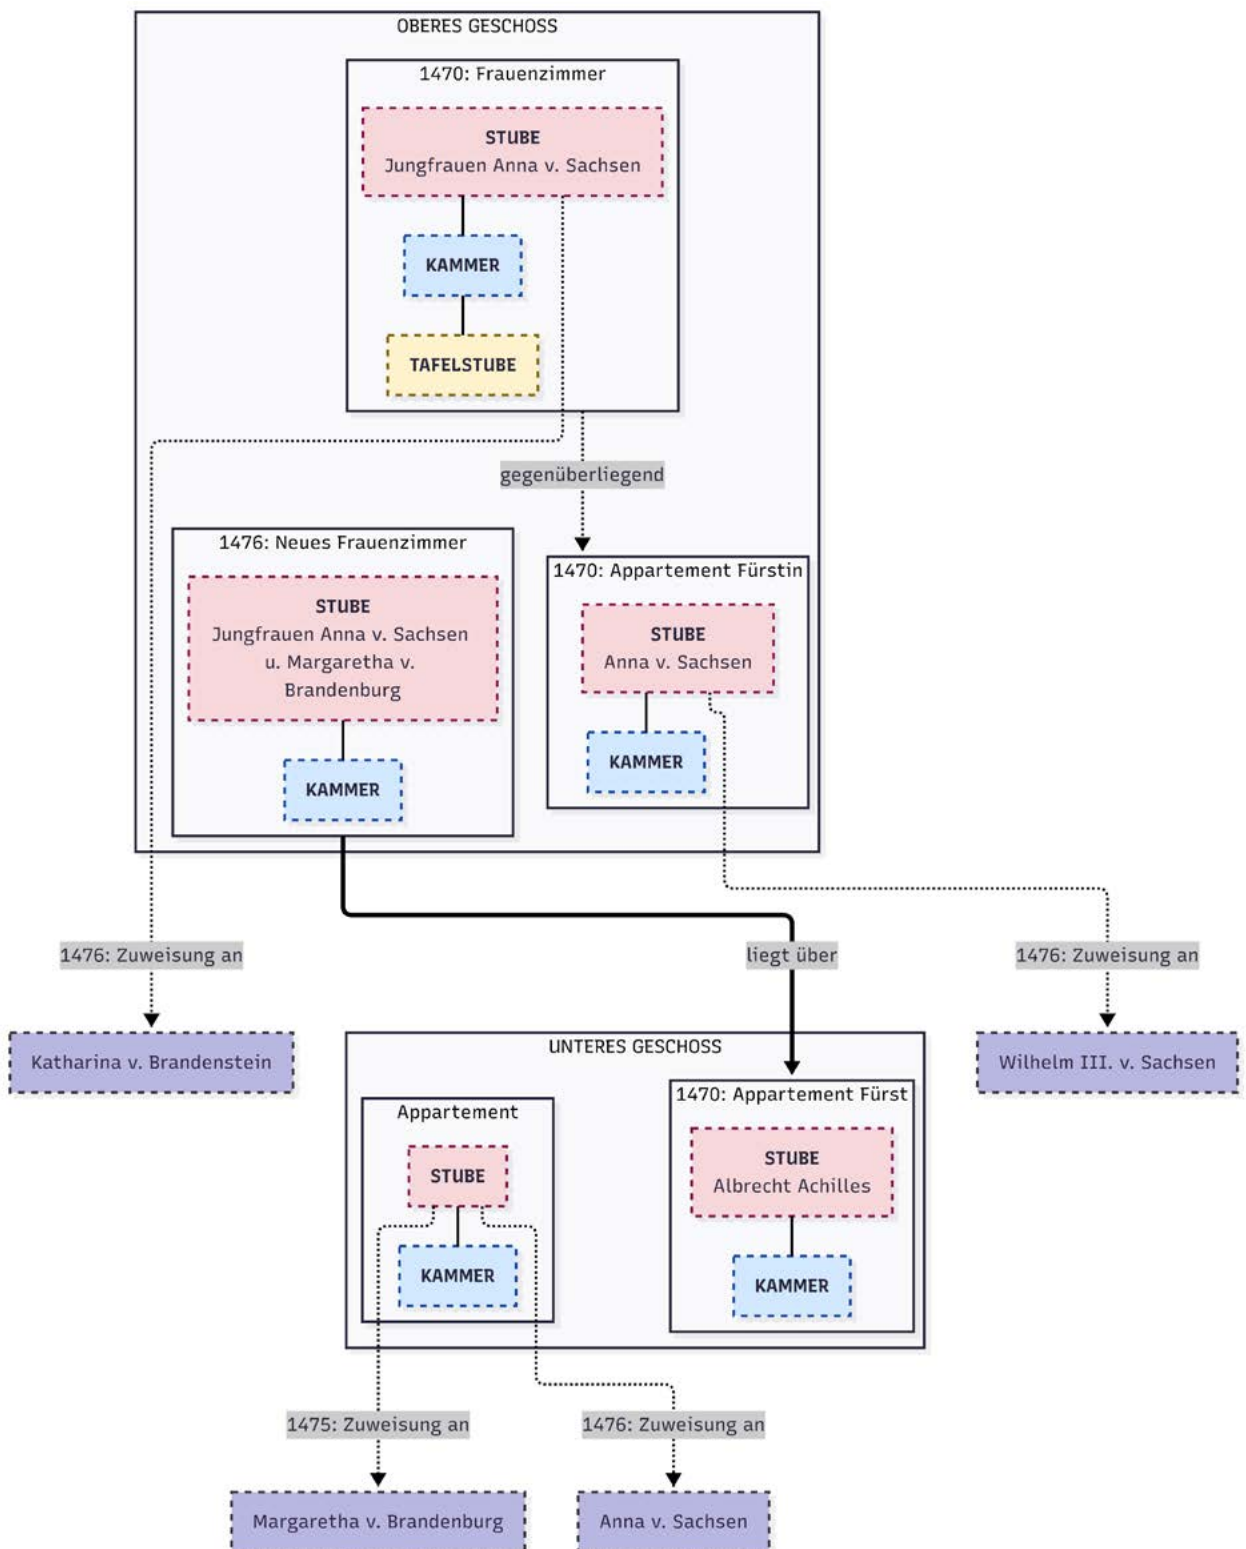 OBERES GESCHOSS
1470: Frauenzimmer
STUBE
Jungfrauen Anna v. Sachsen
KAMMER
TAFELSTUBE
gegenüberliegend
1476: Neues Frauenzimmer
STUBE
Jungfrauen Anna v. Sachsen
u. Margaretha v.
Brandenburg
KAMMER
1470: Appartement Fürstin
STUBE
Anna v. Sachsen
KAMMER
1476: Zuweisung an
liegt über
1476: Zuweisung an
Katharina v. Brandenstein
Wilhelm III. v. Sachsen
UNTERES GESCHOSS
Appartement
STUBE
KAMMER
1470: Appartement Fürst
STUBE
Albrecht Achilles
KAMMER
1475: Zuweisung an
1476: Zuweisung an
Margaretha v. Brandenburg
Anna v. Sachsen